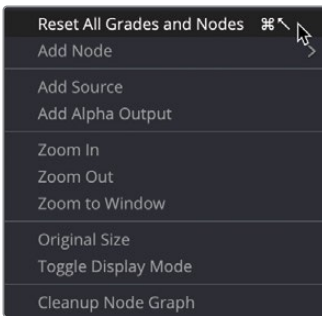 Reset All Grades and Nodes ⌘↖
Add Node >
Add Source
Add Alpha Output
Zoom In
Zoom Out
Zoom to Window
Original Size
Toggle Display Mode
Cleanup Node Graph